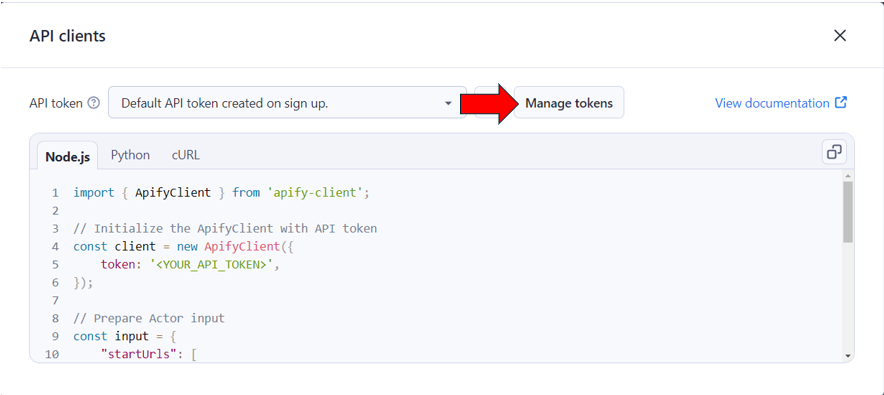 API clients
API token Default API token created on sign up. Manage tokens View documentation
Node.js Python cURL
1 import { ApifyClient } from 'apify-client';
2
3 // Initialize the ApifyClient with API token
4 const client = new ApifyClient({
5 token: '<YOUR_API_TOKEN>',
6 });
7
8 // Prepare Actor input
9 const input = {
10 "startUrls": [